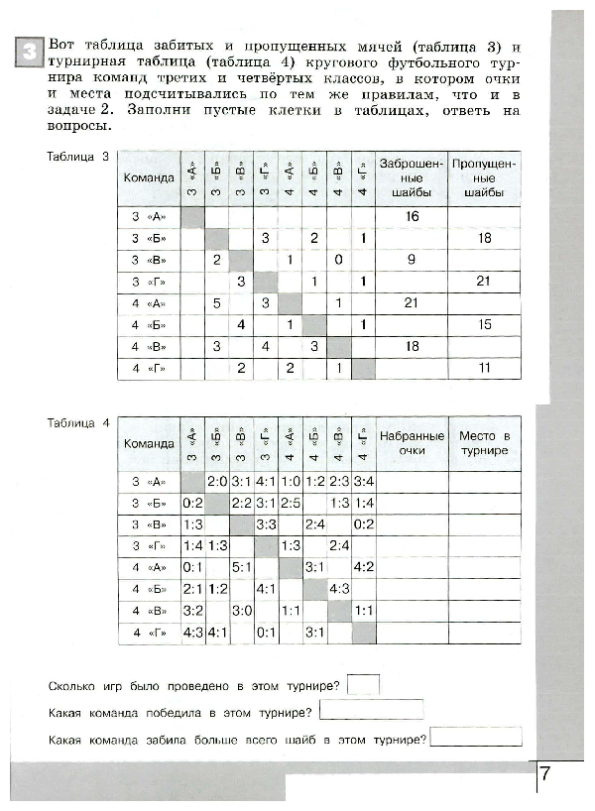 3 Вот таблица забитых и пропущенных мячей (таблица 3) и
турнирная таблица (таблица 4) кругового футбольного тур-
нира команд третих и четвёртых классов, в котором очки
и места подсчитывались по тем же правилам, что и в
задаче 2. Заполни пустые клетки в таблицах, ответь на
вопросы.
Таблица 3
Команда 3 «А» 3 «Б» 3 «В» 3 «Г» 4 «А» 4 «Б» 4 «В» 4 «Г» Заброшен-ные шайбы Пропущен-ные шайбы
3 «А» 16
3 «Б» 3 2 1 18
3 «В» 2 1 0 9
3 «Г» 3 1 1 21
4 «А» 5 3 1 21
4 «Б» 4 1 1 15
4 «В» 3 4 3 18
4 «Г» 2 2 1 11
Таблица 4
Команда 3 «А» 3 «Б» 3 «В» 3 «Г» 4 «А» 4 «Б» 4 «В» 4 «Г» Набранные очки Место в турнире
3 «А» 2:0 3:1 4:1 1:0 1:2 2:3 3:4
3 «Б» 0:2 2:2 3:1 2:5 1:3 1:4
3 «В» 1:3 3:3 2:4 0:2
3 «Г» 1:4 1:3 1:3 2:4
4 «А» 0:1 5:1 3:1 4:2
4 «Б» 2:1 1:2 4:1 4:3
4 «В» 3:2 3:0 1:1 1:1
4 «Г» 4:3 4:1 0:1 3:1
Сколько игр было проведено в этом турнире?
Какая команда победила в этом турнире?
Какая команда забила больше всего шайб в этом турнире?
7